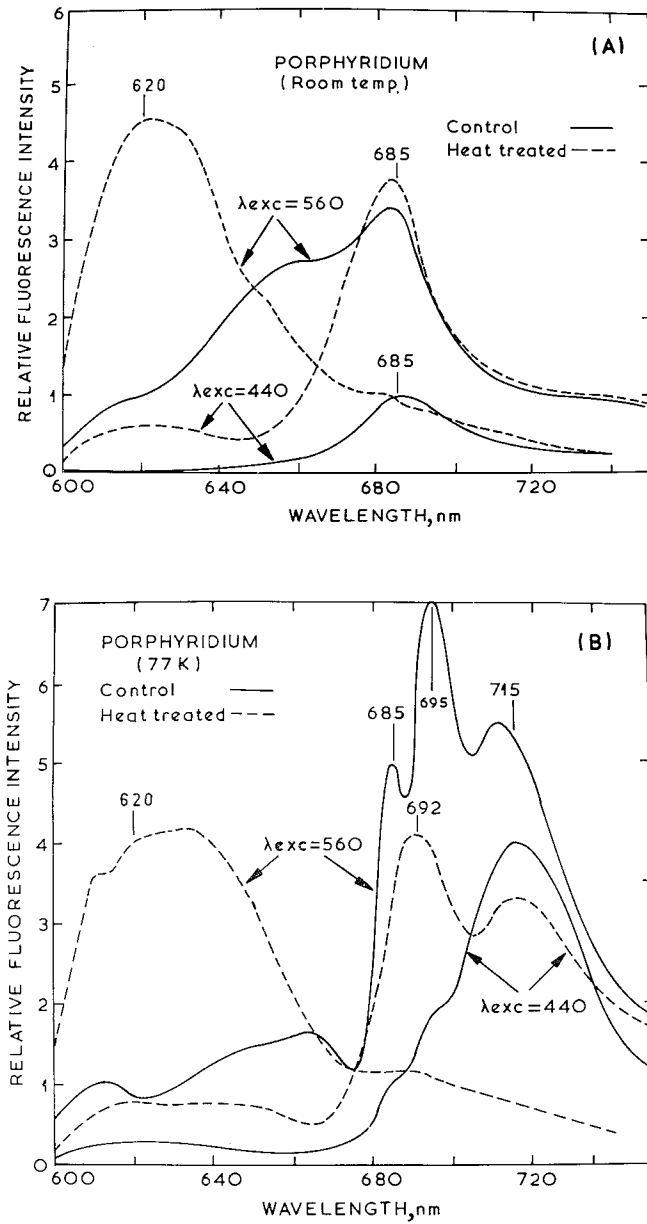 (A)
PORPHYRIDIUM
(Room temp.)
Control
Heat treated
620
685
λexc=560
685
λexc=440
RELATIVE FLUORESCENCE INTENSITY
6
5
4
3
2
1
0
600 640 680 720
WAVELENGTH, nm
(B)
PORPHYRIDIUM
(77K)
Control
Heat treated
685
695
715
620
692
λexc=560
λexc=440
RELATIVE FLUORESCENCE INTENSITY
7
6
5
4
3
2
1
0
600 640 680 720
WAVELENGTH, nm